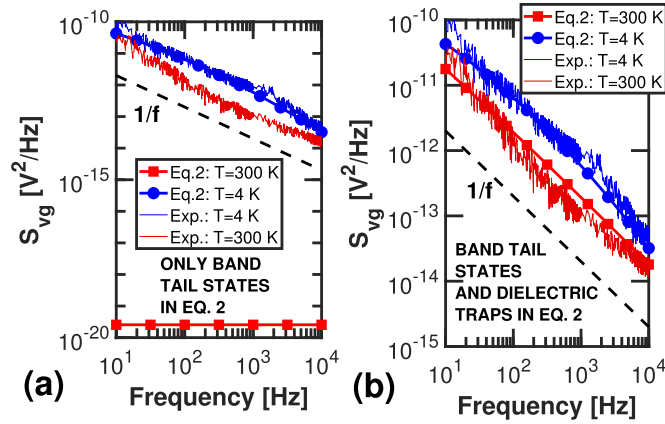 10^-10
10^-15
10^-20
S_vg [V^2/Hz]
1/f
Eq.2: T=300 K
Eq.2: T=4 K
Exp.: T=4 K
Exp.: T=300 K
ONLY BAND
TAIL STATES
IN EQ. 2
10^1 10^2 10^3 10^4
Frequency [Hz]
(a)
10^-10
10^-11
10^-12
10^-13
10^-14
10^-15
S_vg [V^2/Hz]
Eq.2: T=300 K
Eq.2: T=4 K
Exp.: T=4 K
Exp.: T=300 K
1/f
BAND TAIL
STATES
AND DIELECTRIC
TRAPS IN EQ. 2
10^1 10^2 10^3 10^4
Frequency [Hz]
(b)